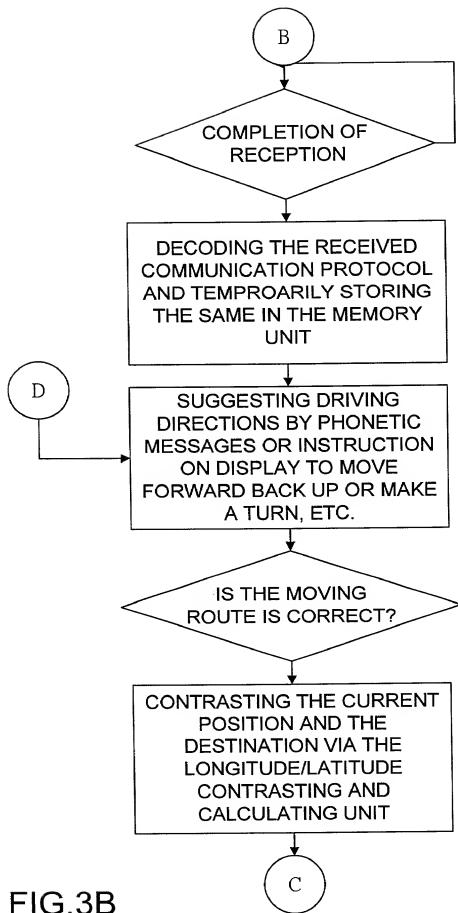 B
COMPLETION OF
RECEPTION
DECODING THE RECEIVED
COMMUNICATION PROTOCOL
AND TEMPROARILY STORING
THE SAME IN THE MEMORY
UNIT
D
SUGGESTING DRIVING
DIRECTIONS BY PHONETIC
MESSAGES OR INSTRUCTION
ON DISPLAY TO MOVE
FORWARD BACK UP OR MAKE
A TURN, ETC.
IS THE MOVING
ROUTE IS CORRECT?
CONTRASTING THE CURRENT
POSITION AND THE
DESTINATION VIA THE
LONGITUDE/LATITUDE
CONTRASTING AND
CALCULATING UNIT
C
FIG.3B